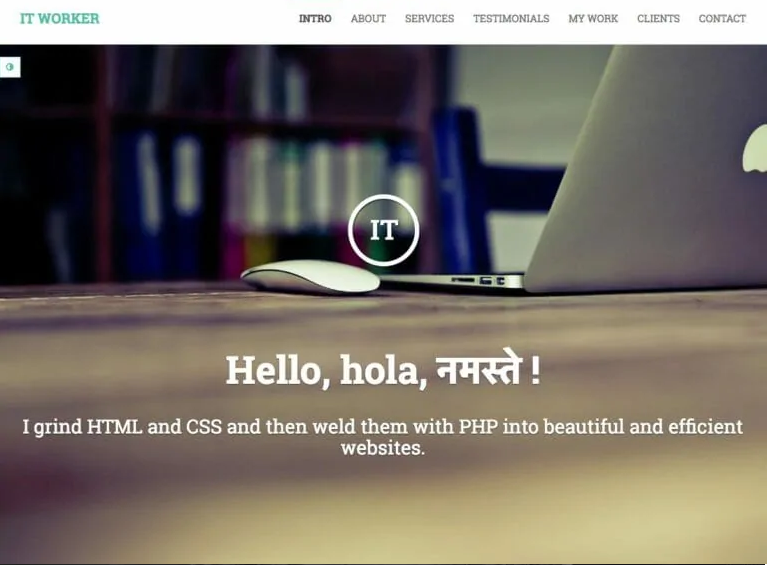 IT WORKER
INTRO ABOUT SERVICES TESTIMONIALS MY WORK CLIENTS CONTACT
IT
Hello, hola, नमस्ते !
I grind HTML and CSS and then weld them with PHP into beautiful and efficient
websites.